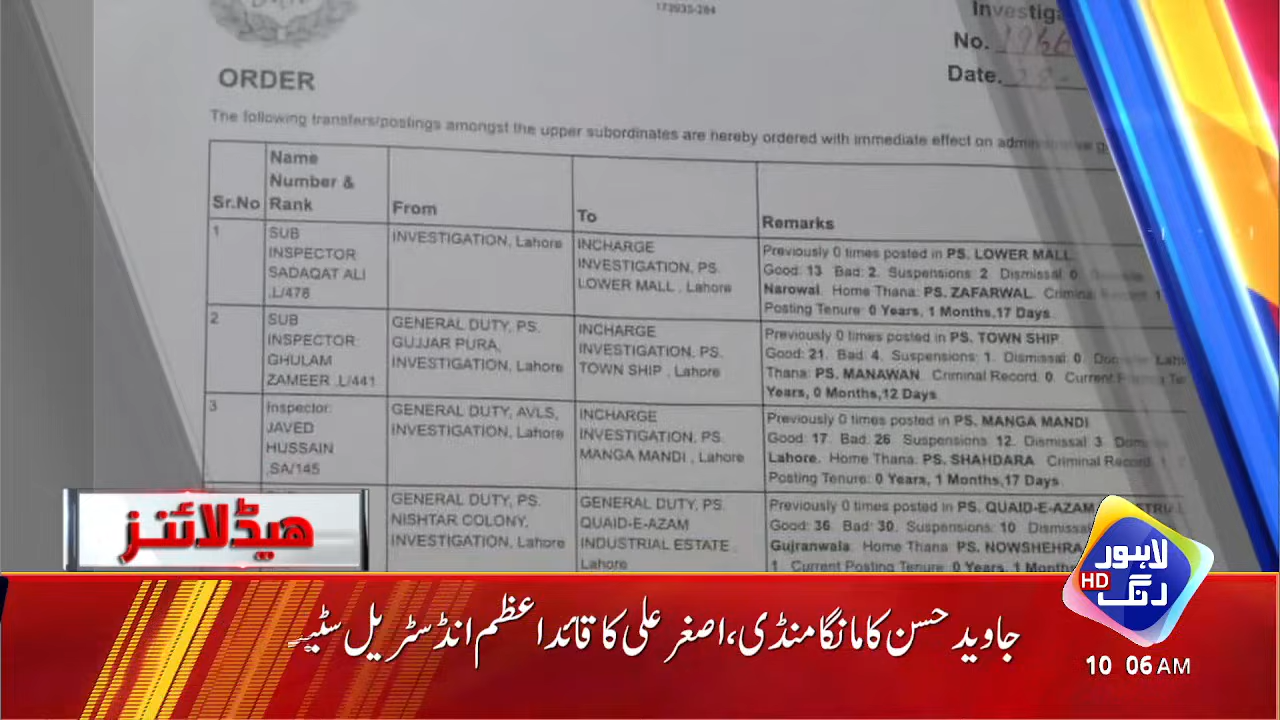 173935-284
No.
Date.
ORDER
The following transfers/postings amongst the upper subordinates are hereby ordered with immediate effect on
Sr.No
Name
Number &
Rank
From
To
Remarks
1
SUB
INSPECTOR
SADAQAT ALI
,L/478
INVESTIGATION, Lahore
INCHARGE
INVESTIGATION, PS.
LOWER MALL , Lahore
Previously 0 times posted in PS. LOWER MALL
Good: 13 Bad: 2. Suspensions: 2 Dismissal 0
Narowal. Home Thana: PS. ZAFARWAL.
Posting Tenure: 0 Years, 1 Months,17 Days
2
SUB
INSPECTOR
GHULAM
ZAMEER ,L/441
GENERAL DUTY, PS.
GUJJAR PURA,
INVESTIGATION, Lahore
INCHARGE
INVESTIGATION, PS.
TOWN SHIP , Lahore
Previously 0 times posted in PS. TOWN SHIP
Good: 21. Bad: 4. Suspensions: 1. Dismissal: 0.
Thana: PS. MANAWAN. Criminal Record: 0.
Years, 0 Months,12 Days
3
Inspector:
JAVED
HUSSAIN
,SA/145
GENERAL DUTY, AVLS,
INVESTIGATION, Lahore
INCHARGE
INVESTIGATION, PS.
MANGA MANDI , Lahore
Previously 0 times posted in PS. MANGA MANDI
Good: 17. Bad: 26 Suspensions: 12. Dismissal 3
Lahore. Home Thana: PS. SHAHDARA. Criminal Record:
Posting Tenure: 0 Years, 1 Months,17 Days
GENERAL DUTY, PS.
NISHTAR COLONY,
INVESTIGATION, Lahore
GENERAL DUTY, PS.
QUAID-E-AZAM
INDUSTRIAL ESTATE ,
Lahore
Previously 0 times posted in PS. QUAID-E-AZAM
Good: 36 Bad: 30. Suspensions: 10
Gujranwala Home Thana PS. NOWSHEHRA
1 Current Posting Tenure: 0 Years, 1 Months
ہیڈلائنز
لاہور
رنگ
HD
جاوید حسن کا مانگا منڈی، اصغر علی کا قائداعظم انڈسٹریل سٹیٹ
10 06 AM